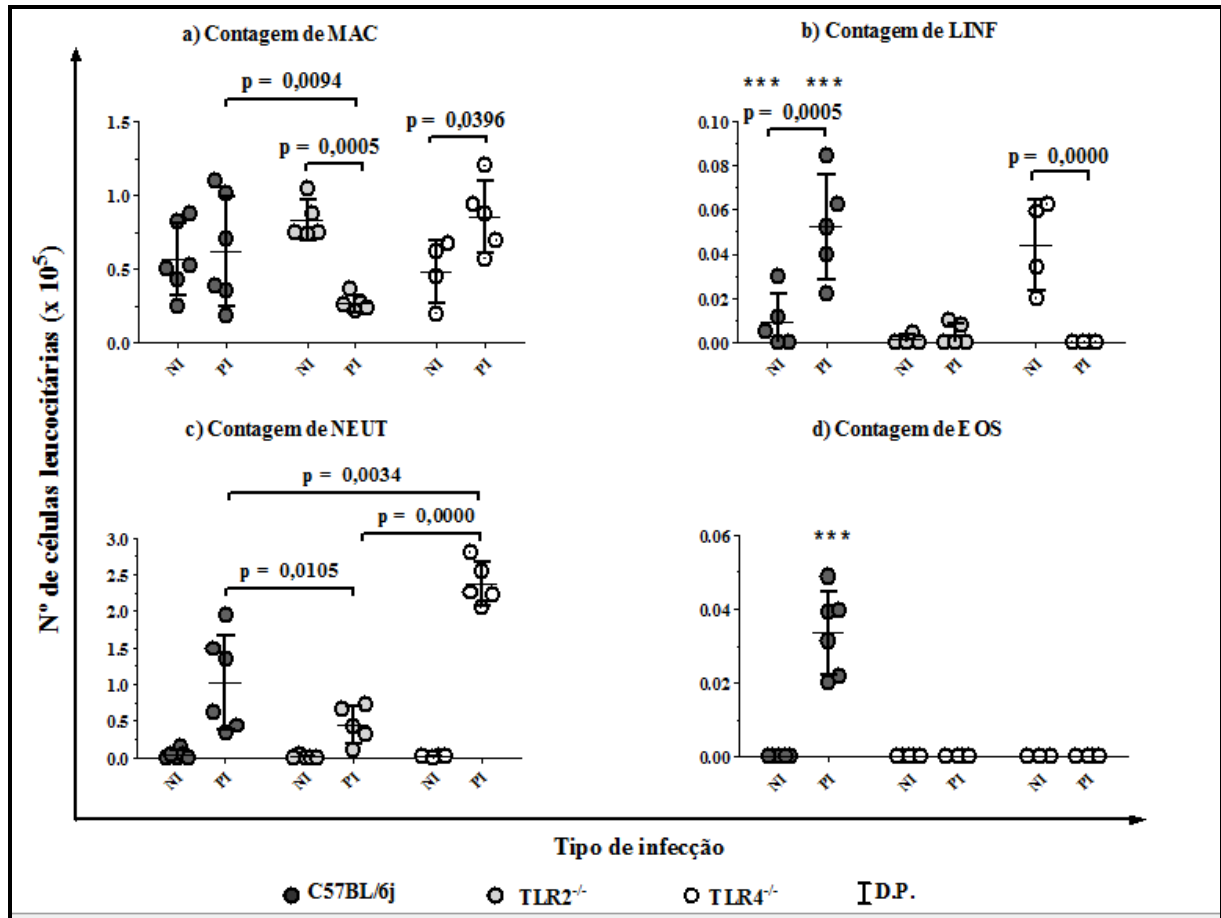 a) Contagem de MAC
p = 0,0094
p = 0,0005
p = 0,0396
1.5
1.0
0.5
0.0
NI
PI
NI
PI
NI
PI
b) Contagem de LINF
*** ***
p = 0,0005
p = 0,0000
0.10
0.08
0.06
0.04
0.02
0.00
NI
PI
NI
PI
NI
PI
c) Contagem de NEUT
p = 0,0034
p = 0,0000
p = 0,0105
3.0
2.5
2.0
1.5
1.0
0.5
0.0
NI
PI
NI
PI
NI
PI
d) Contagem de EOS
***
0.06
0.04
0.02
0.00
NI
PI
NI
PI
NI
PI
Nº de células leucocitárias (x 10⁵)
Tipo de infecção
C57BL/6j
TLR2⁻/⁻
TLR4⁻/⁻
D.P.